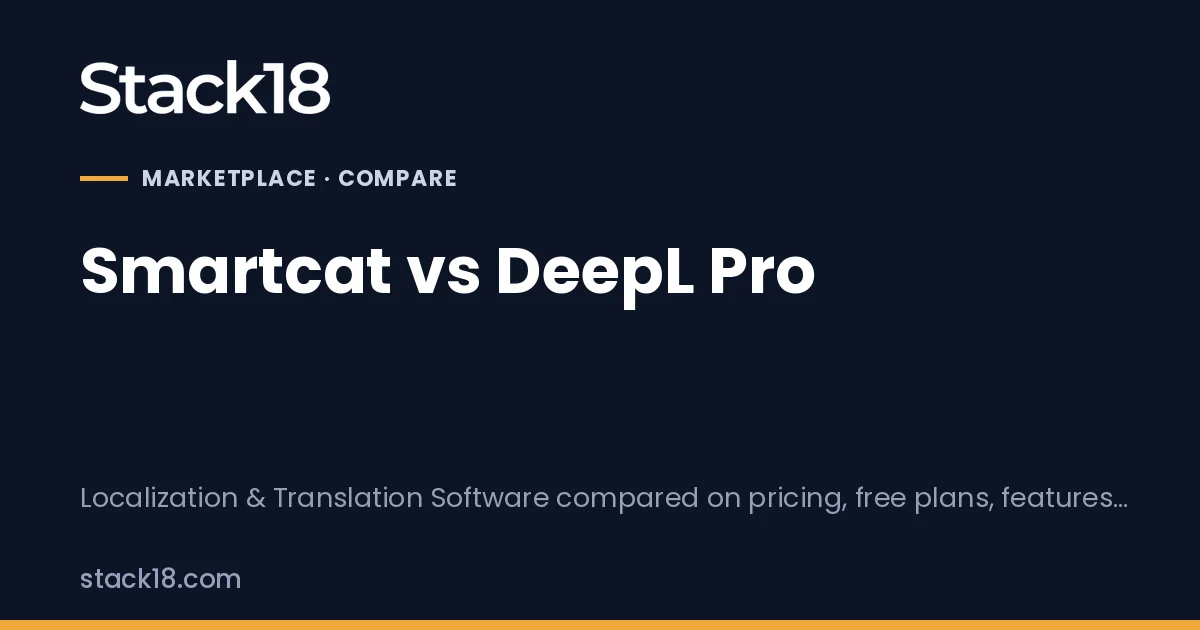 Stack18
MARKETPLACE · COMPARE
Smartcat vs DeepL Pro
Localization & Translation Software compared on pricing, free plans, features...
stack18.com